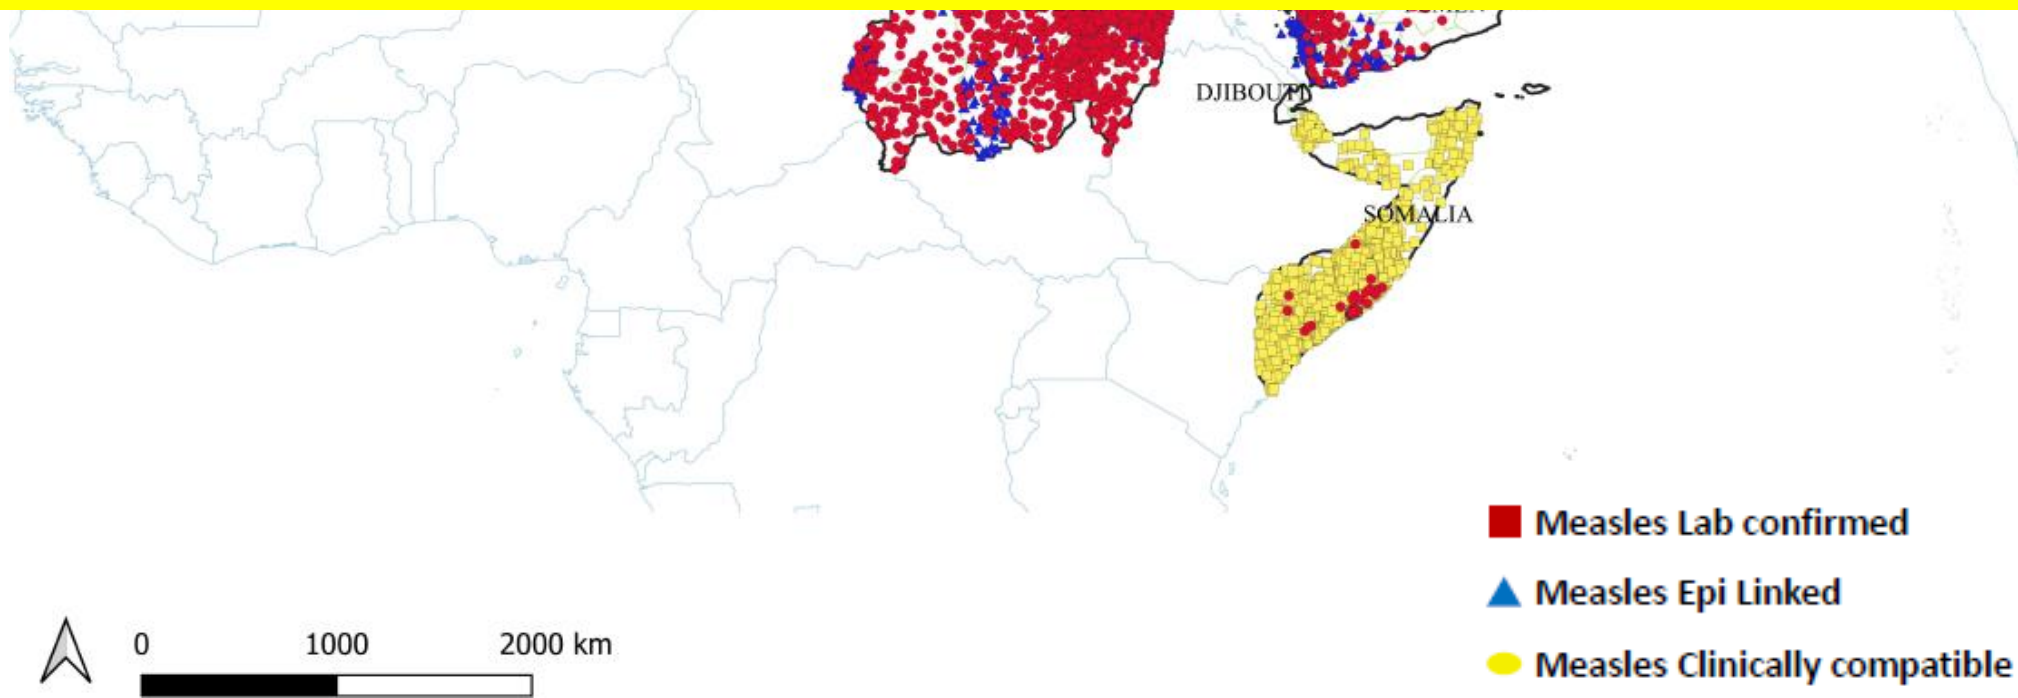 DJIBOUTI
SOMALIA
Measles Lab confirmed
Measles Epi Linked
Measles Clinically compatible
0 1000 2000 km